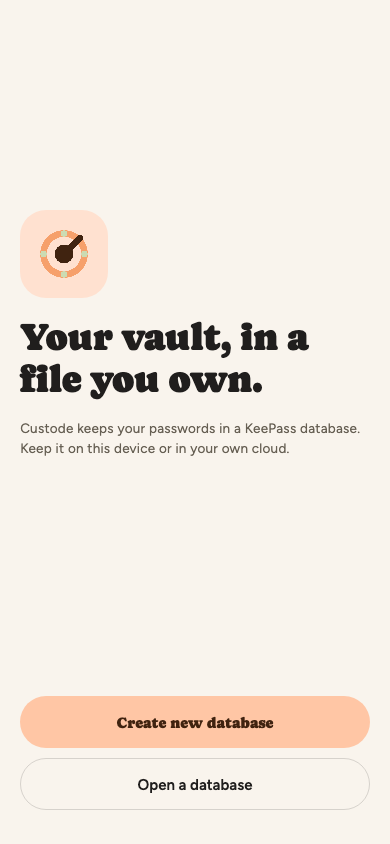 Your vault, in a
file you own.
Custode keeps your passwords in a KeePass database.
Keep it on this device or in your own cloud.
Create new database
Open a database